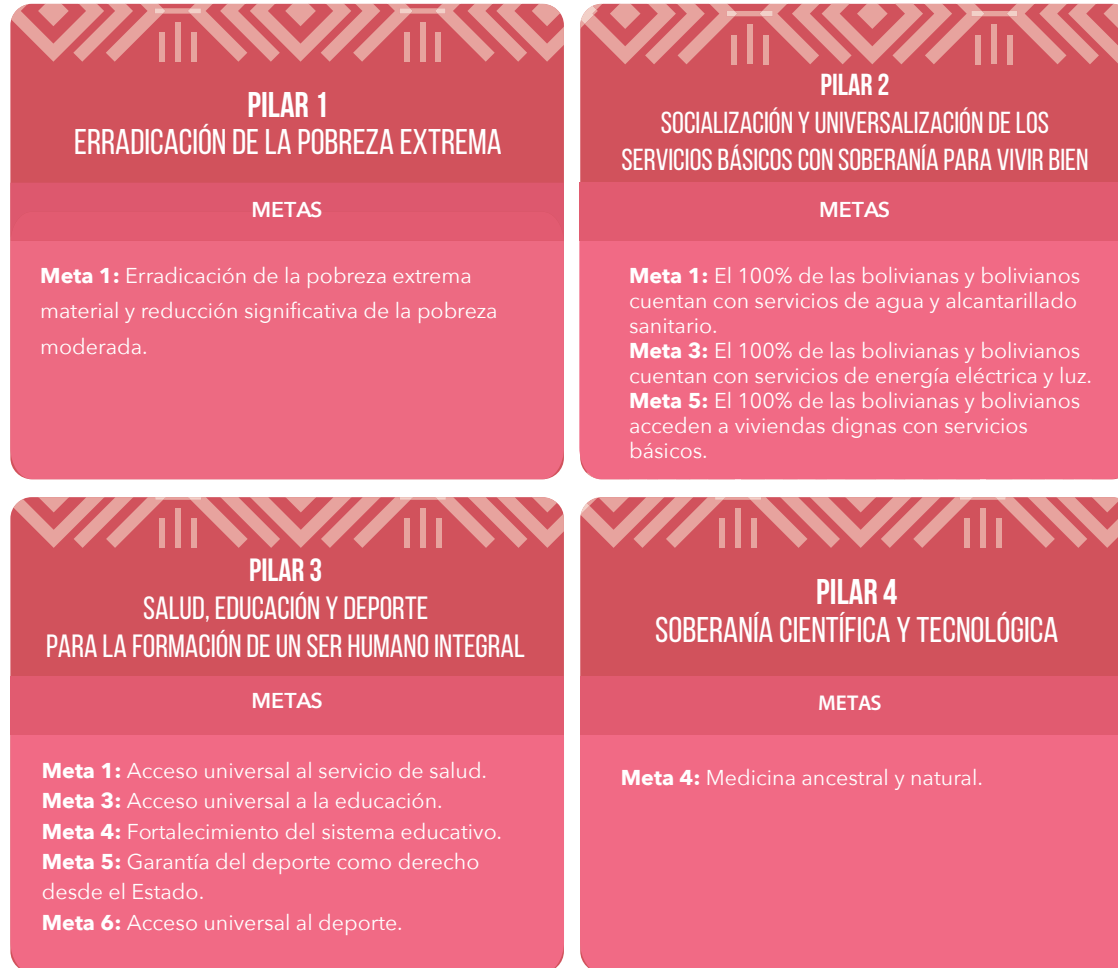 PILAR 1
ERRADICACIÓN DE LA POBREZA EXTREMA
METAS
Meta 1: Erradicación de la pobreza extrema
material y reducción significativa de la pobreza
moderada.
PILAR 2
SOCIALIZACIÓN Y UNIVERSALIZACIÓN DE LOS
SERVICIOS BÁSICOS CON SOBERANÍA PARA VIVIR BIEN
METAS
Meta 1: El 100% de las bolivianas y bolivianos
cuentan con servicios de agua y alcantarillado
sanitario.
Meta 3: El 100% de las bolivianas y bolivianos
cuentan con servicios de energía eléctrica y luz.
Meta 5: El 100% de las bolivianas y bolivianos
acceden a viviendas dignas con servicios
básicos.
PILAR 3
SALUD, EDUCACIÓN Y DEPORTE
PARA LA FORMACIÓN DE UN SER HUMANO INTEGRAL
METAS
Meta 1: Acceso universal al servicio de salud.
Meta 3: Acceso universal a la educación.
Meta 4: Fortalecimiento del sistema educativo.
Meta 5: Garantía del deporte como derecho
desde el Estado.
Meta 6: Acceso universal al deporte.
PILAR 4
SOBERANÍA CIENTÍFICA Y TECNOLÓGICA
METAS
Meta 4: Medicina ancestral y natural.